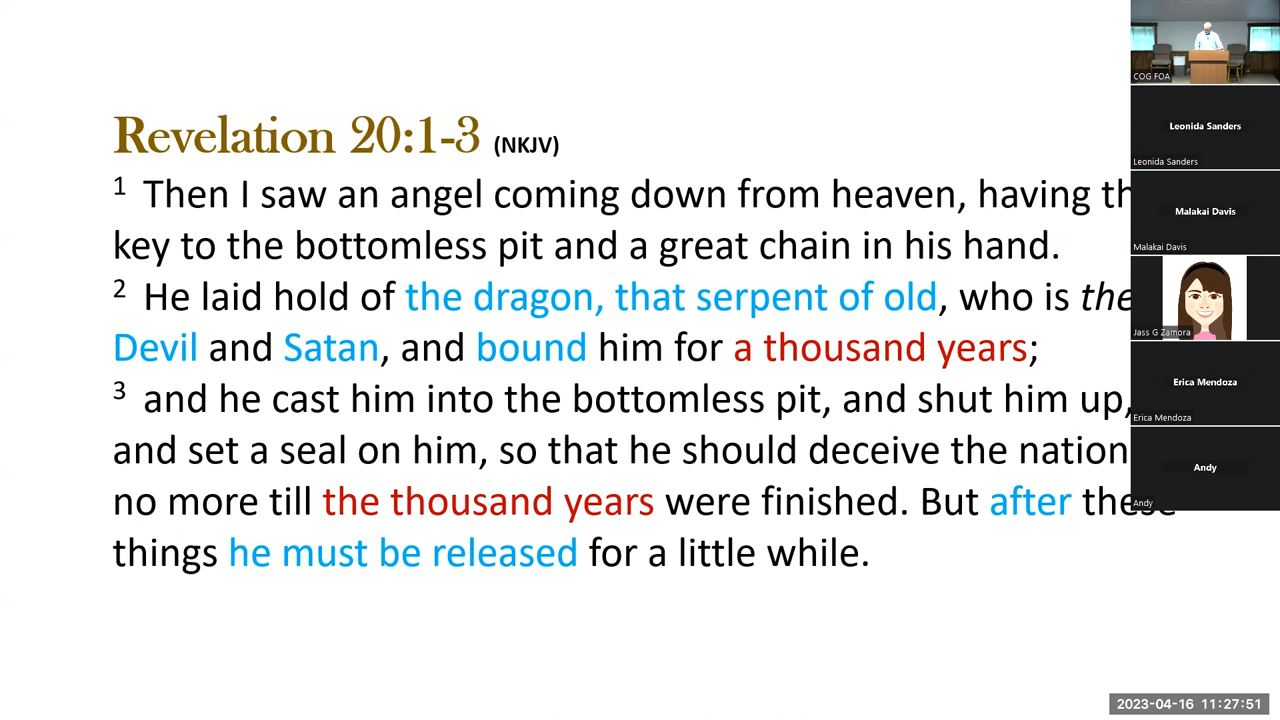 Revelation 20:1-3 (NKJV)
1 Then I saw an angel coming down from heaven, having th
key to the bottomless pit and a great chain in his hand.
2 He laid hold of the dragon, that serpent of old, who is the
Devil and Satan, and bound him for a thousand years;
3 and he cast him into the bottomless pit, and shut him up,
and set a seal on him, so that he should deceive the nation
no more till the thousand years were finished. But after these
things he must be released for a little while.
COG FOA
Leonida Sanders
Leonida Sanders
Malakai Davis
Malakai Davis
Jass G Zamora
Erica Mendoza
Erica Mendoza
Andy
Andy
2023-04-16 11:27:51